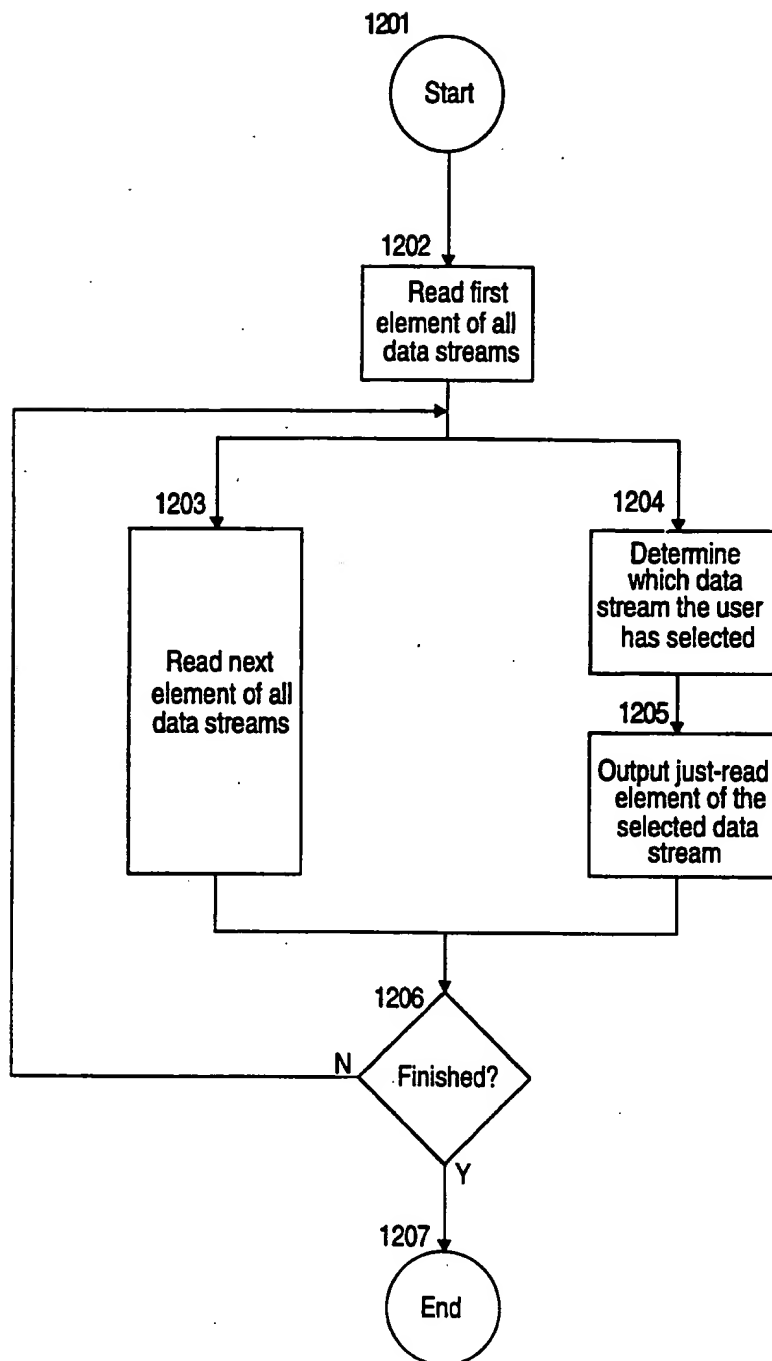 1201
Start
1202
Read first
element of all
data streams
1203
Read next
element of all
data streams
1204
Determine
which data
stream the user
has selected
1205
Output just-read
element of the
selected data
stream
1206
Finished?
N
Y
1207
End